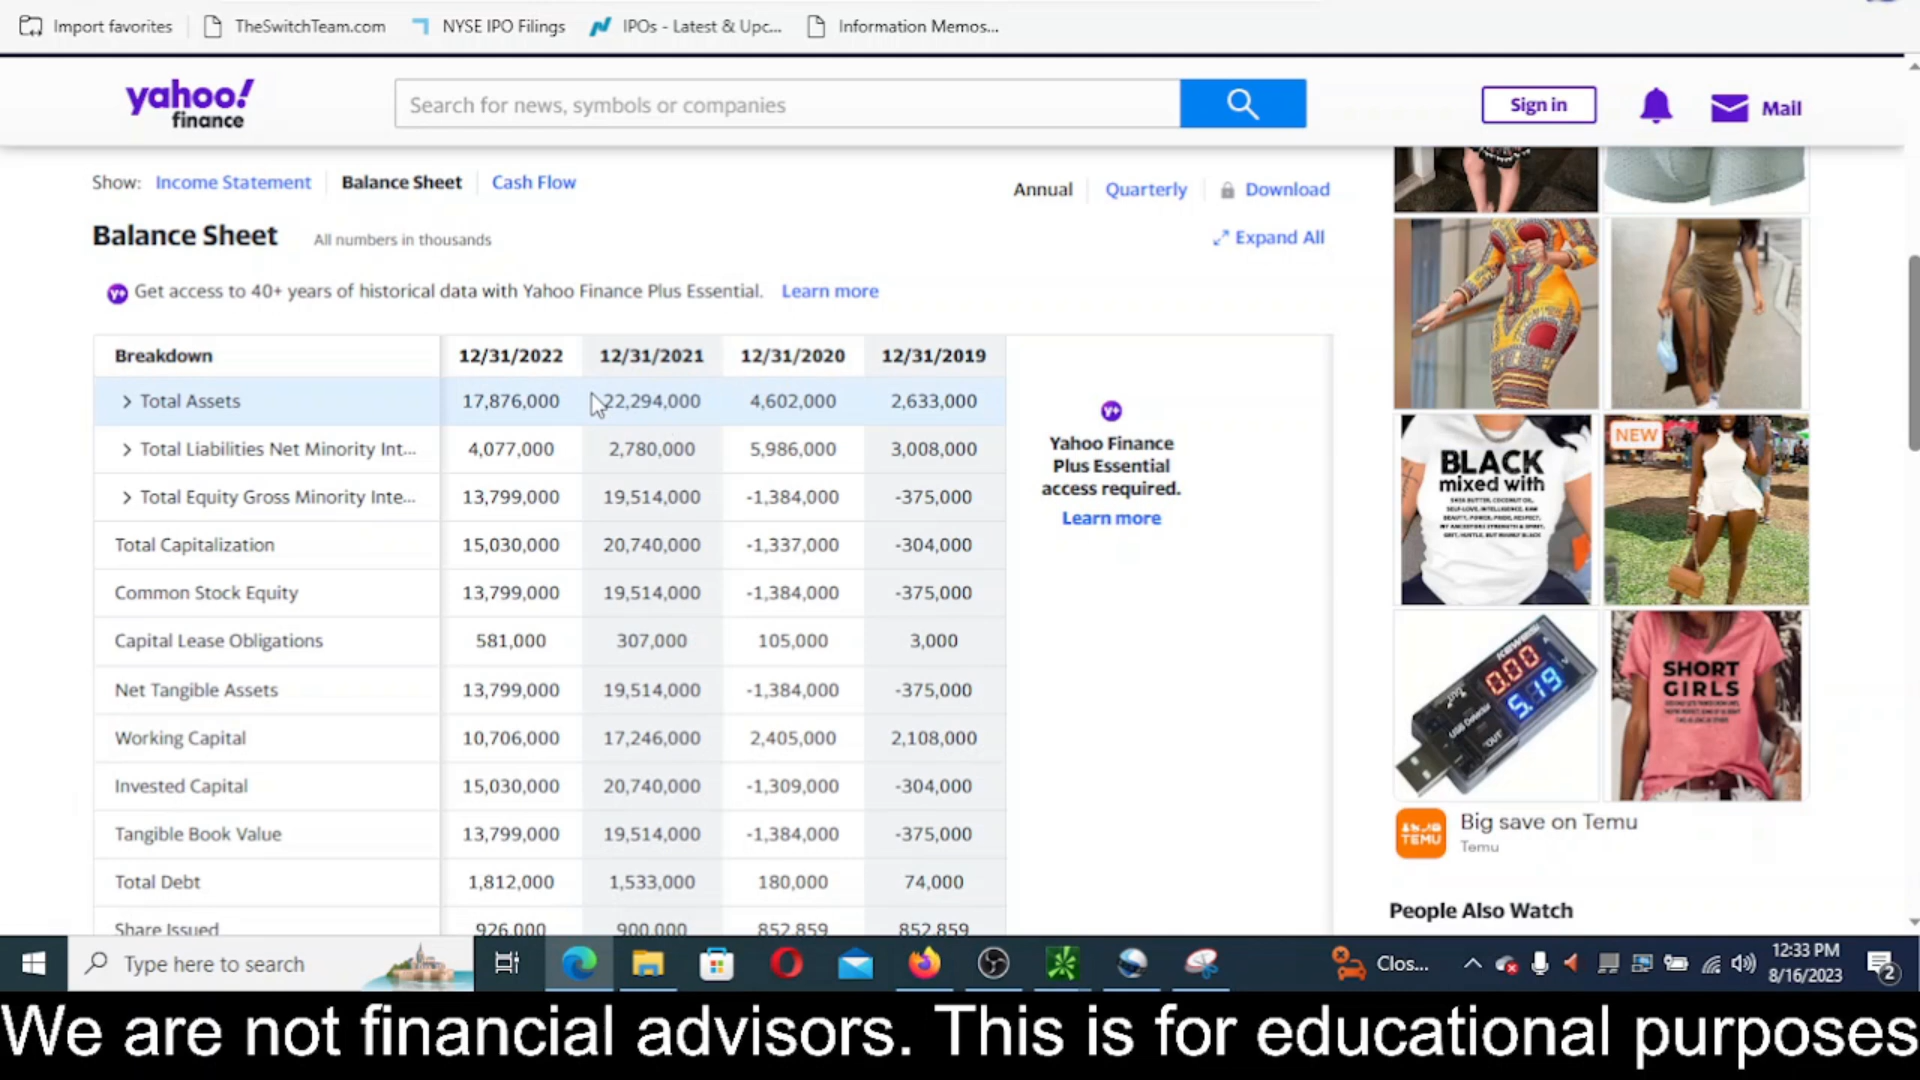 Import favorites TheSwitchTeam.com NYSE IPO Filings IPOs - Latest & Upc... Information Memos...
yahoo!
finance
Search for news, symbols or companies
Sign in
Mail
Show: Income Statement Balance Sheet Cash Flow
Annual Quarterly Download
Balance Sheet All numbers in thousands
Expand All
Get access to 40+ years of historical data with Yahoo Finance Plus Essential. Learn more
Breakdown 12/31/2022 12/31/2021 12/31/2020 12/31/2019
Total Assets 17,876,000 22,294,000 4,602,000 2,633,000
Total Liabilities Net Minority Int... 4,077,000 2,780,000 5,986,000 3,008,000
Total Equity Gross Minority Inte... 13,799,000 19,514,000 -1,384,000 -375,000
Total Capitalization 15,030,000 20,740,000 -1,337,000 -304,000
Common Stock Equity 13,799,000 19,514,000 -1,384,000 -375,000
Capital Lease Obligations 581,000 307,000 105,000 3,000
Net Tangible Assets 13,799,000 19,514,000 -1,384,000 -375,000
Working Capital 10,706,000 17,246,000 2,405,000 2,108,000
Invested Capital 15,030,000 20,740,000 -1,309,000 -304,000
Tangible Book Value 13,799,000 19,514,000 -1,384,000 -375,000
Total Debt 1,812,000 1,533,000 180,000 74,000
Share Issued 926,000 900,000 852,859 852,859
Yahoo Finance
Plus Essential
access required.
Learn more
BLACK
mixed with
NEW
0.00
5.19
USB Detector
"OUT"
SHORT
GIRLS
TEMU
Big save on Temu
Temu
People Also Watch
Type here to search
Clos...
12:33 PM
8/16/2023
2
We are not financial advisors. This is for educational purposes